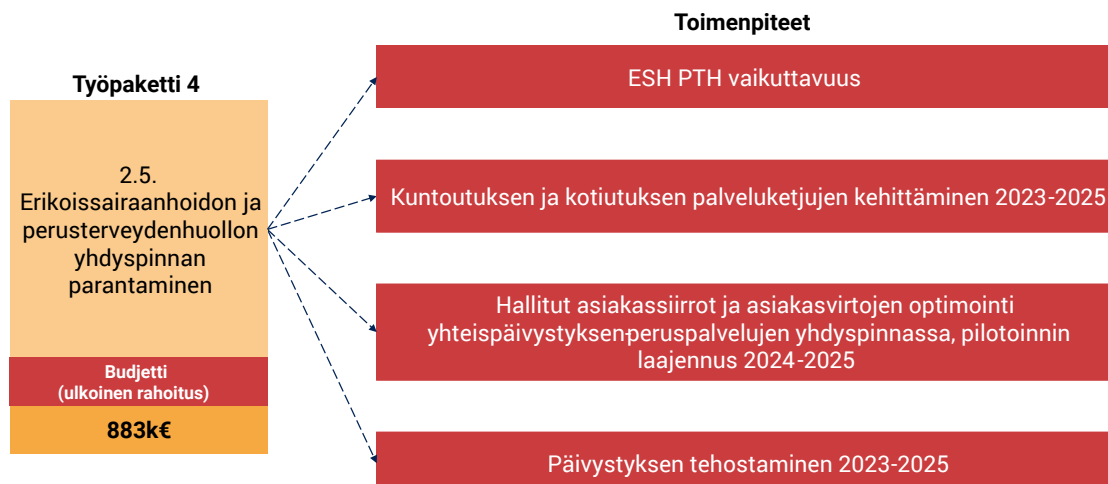 Toimenpiteet
Työpaketti 4
2.5.
Erikoissairaanhoidon ja
perusterveydenhuollon
yhdyspinnan
parantaminen
Budjetti
(ulkoinen rahoitus)
883k€
ESH PTH vaikuttavuus
Kuntoutuksen ja kotiutuksen palveluketjujen kehittäminen 2023-2025
Hallitut asiakassiirrot ja asiakasvirtojen optimointi
yhteispäivystyksen-peruspalvelujen yhdyspinnassa, pilotoinnin
laajennus 2024-2025
Päivystyksen tehostaminen 2023-2025